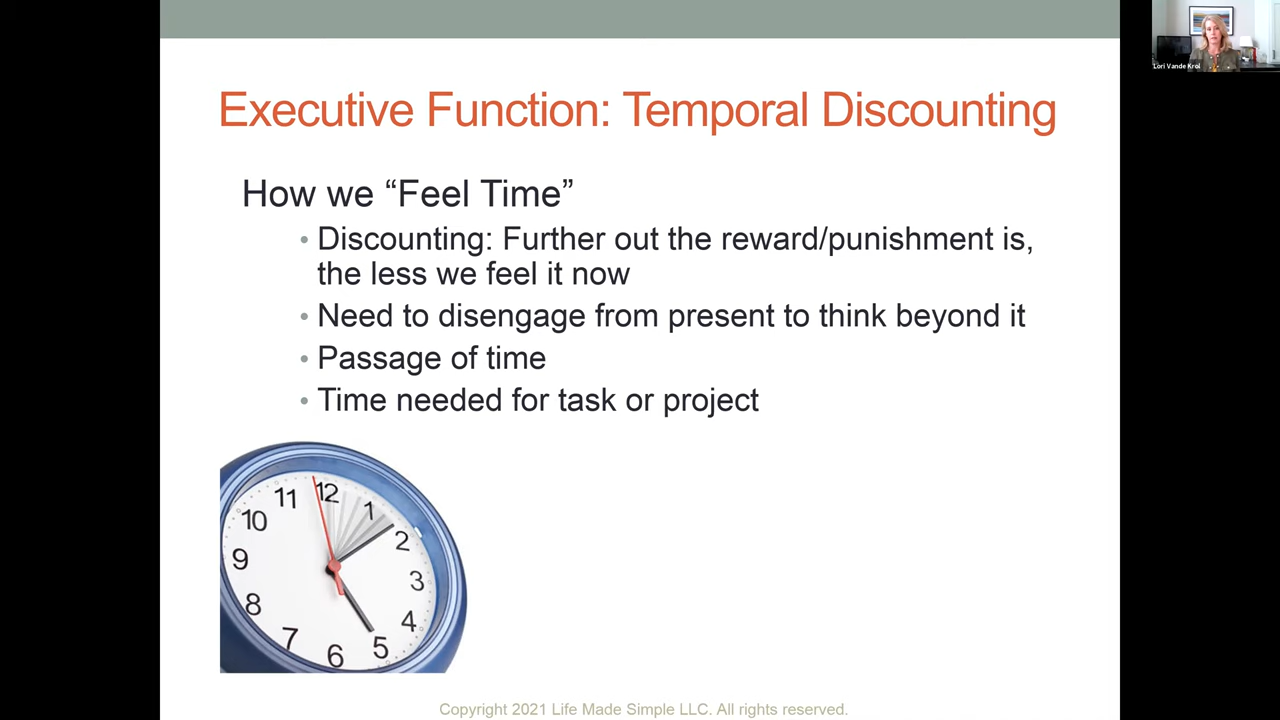 Executive Function: Temporal Discounting
How we “Feel Time”
• Discounting: Further out the reward/punishment is,
the less we feel it now
• Need to disengage from present to think beyond it
• Passage of time
• Time needed for task or project
12
1
2
3
4
5
6
7
8
9
10
11
Copyright 2021 Life Made Simple LLC. All rights reserved.
Lori Vande Krol